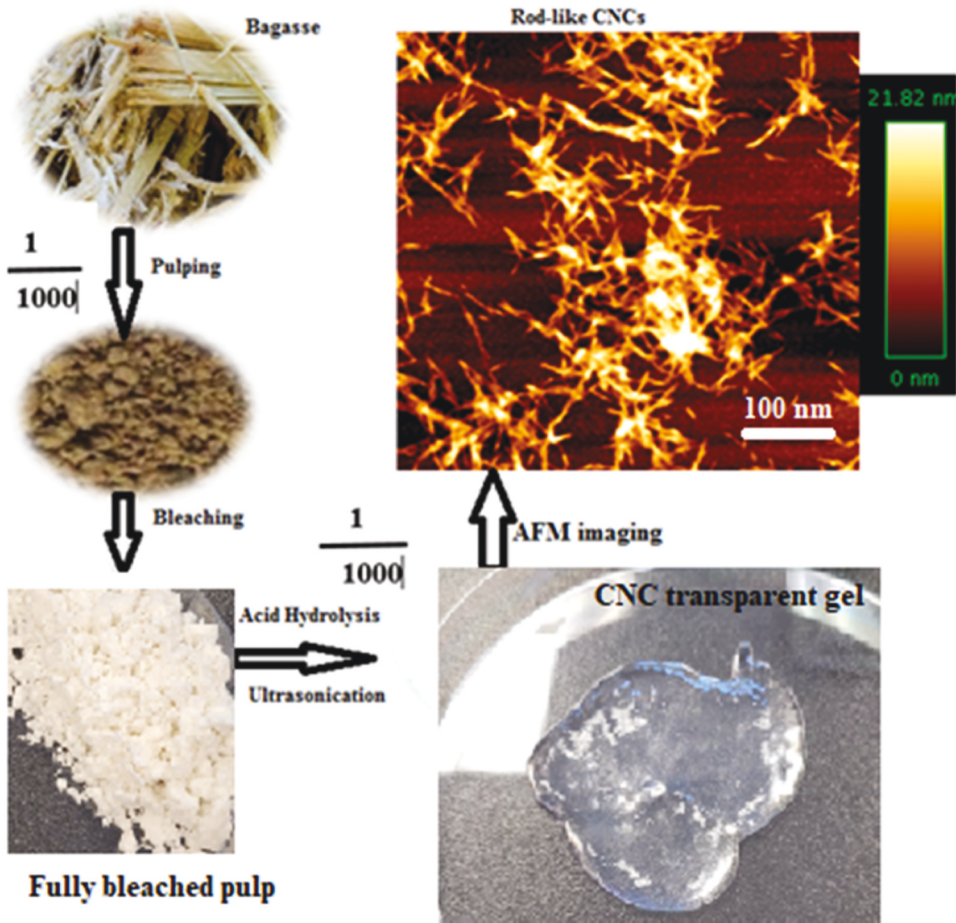 Bagasse
Rod-like CNCs
21.82 nm
0 nm
1
1000
Pulping
100 nm
Bleaching
1
1000
AFM imaging
Acid Hydrolysis
Ultrasonication
CNC transparent gel
Fully bleached pulp